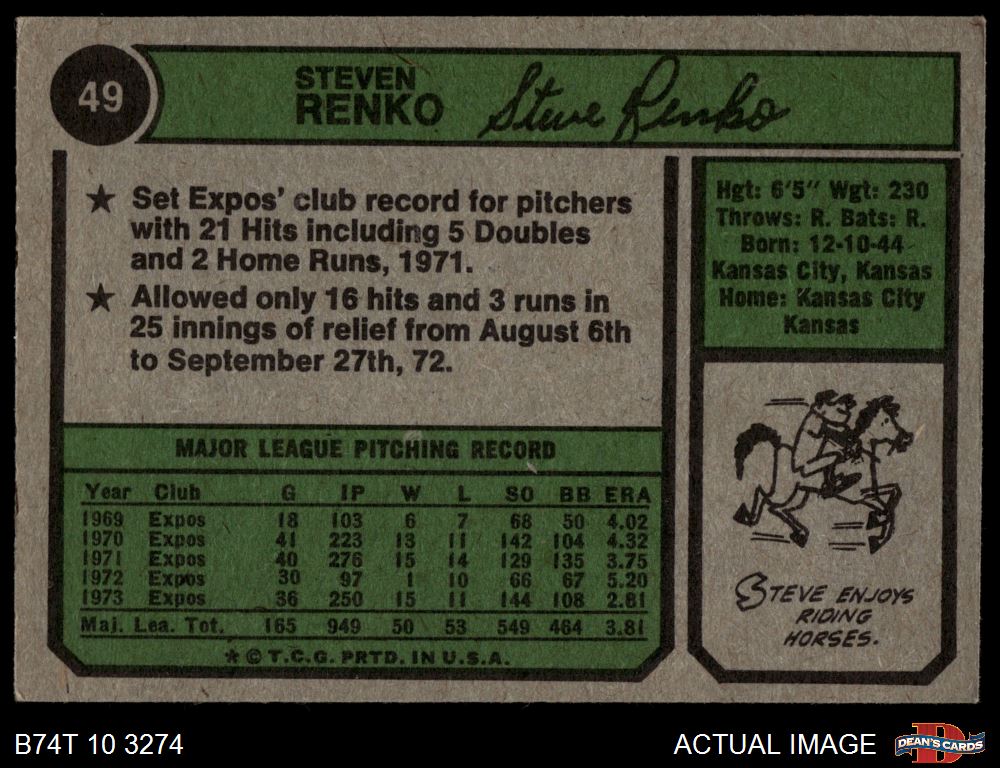 49
STEVEN
RENKO
Steve Renko
★ Set Expos' club record for pitchers
with 21 Hits including 5 Doubles
and 2 Home Runs, 1971.
★ Allowed only 16 hits and 3 runs in
25 innings of relief from August 6th
to September 27th, 72.
Hgt: 6'5" Wgt: 230
Throws: R. Bats: R.
Born: 12-10-44
Kansas City, Kansas
Home: Kansas City
Kansas
MAJOR LEAGUE PITCHING RECORD
Year Club G IP W L SO BB ERA
1969 Expos 18 103 6 7 68 50 4.02
1970 Expos 41 223 13 11 142 104 4.32
1971 Expos 40 276 15 14 129 135 3.75
1972 Expos 30 97 1 10 66 67 5.20
1973 Expos 36 250 15 11 144 108 2.81
Maj. Lea. Tot. 165 949 50 53 549 464 3.81
★ © T.C.G. PRTD. IN U.S.A.
STEVE ENJOYS
RIDING
HORSES.
B74T 10 3274
ACTUAL IMAGE
D
DEAN'S CARDS